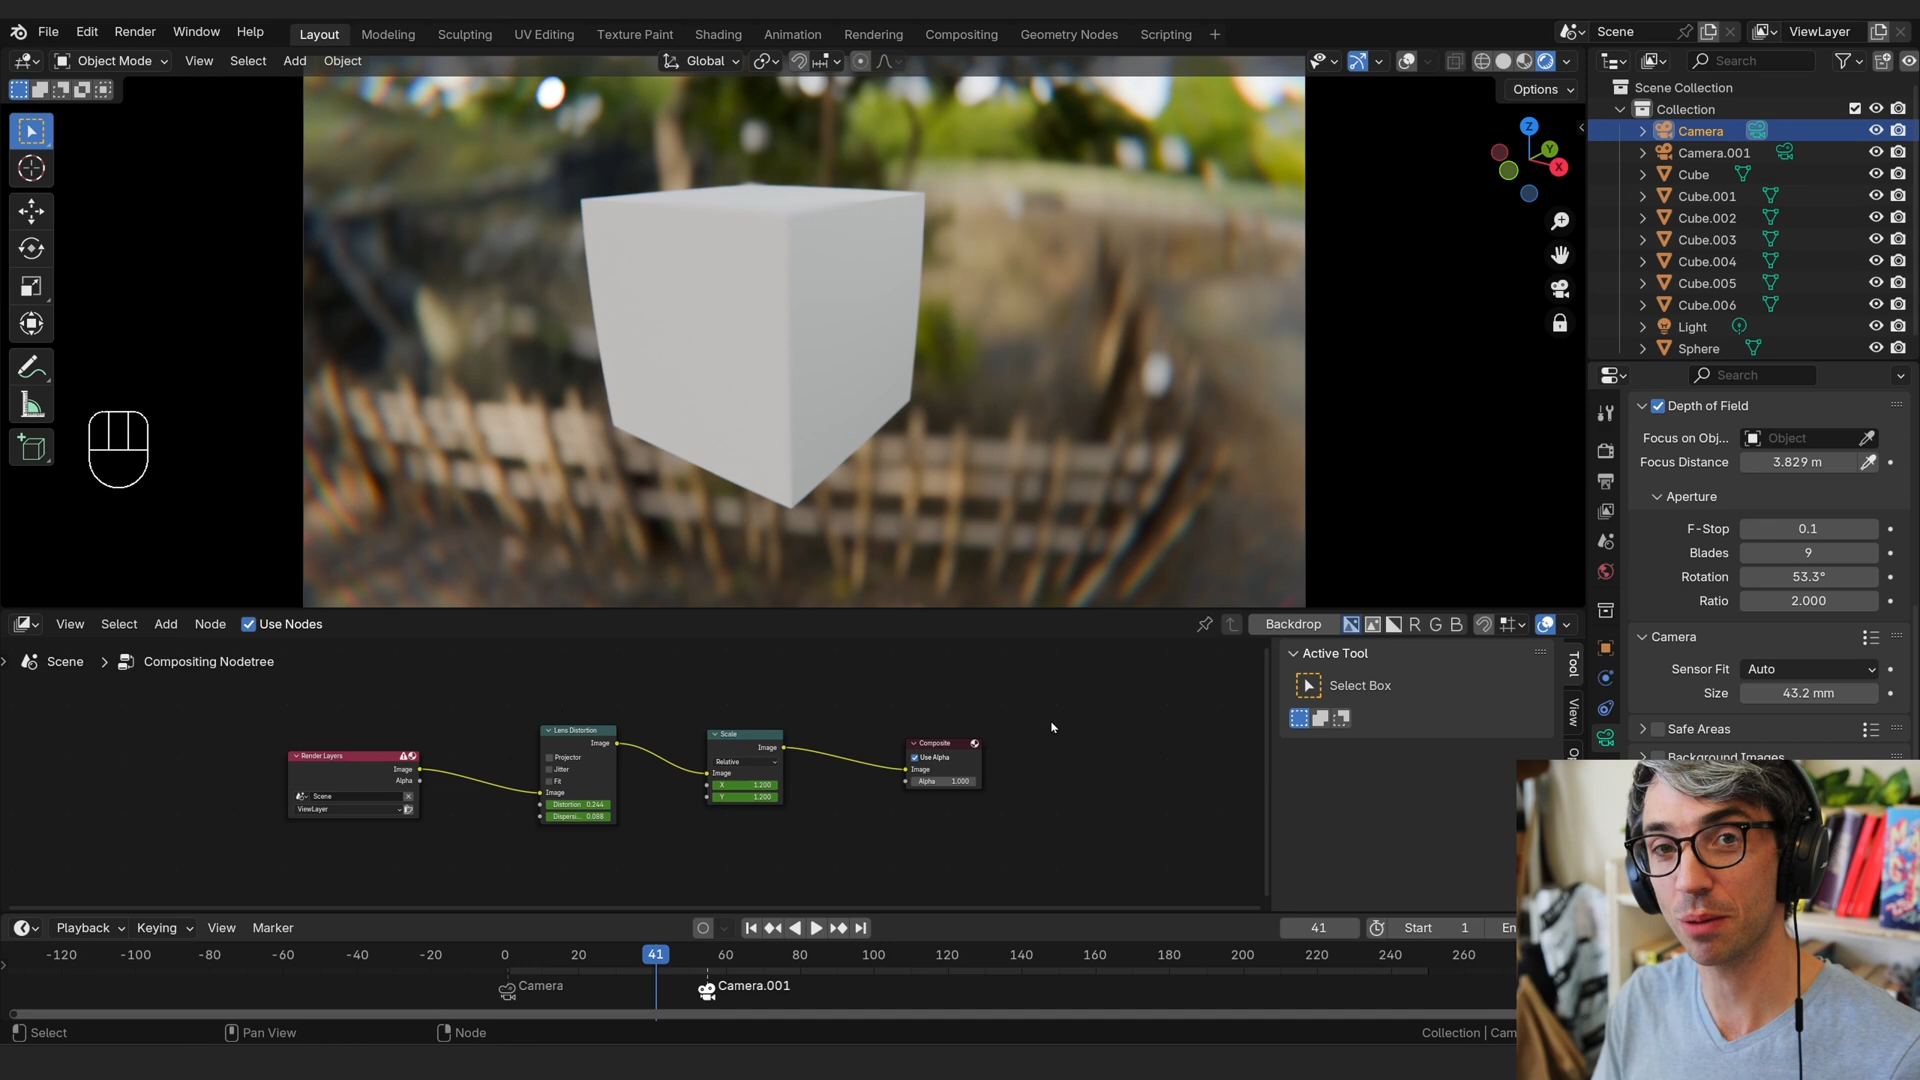 File Edit Render Window Help
Layout Modeling Sculpting UV Editing Texture Paint Shading Animation Rendering Compositing Geometry Nodes Scripting +
Scene ViewLayer
Object Mode View Select Add Object
Global
Options
Search
Scene Collection
Collection
Camera
Camera.001
Cube
Cube.001
Cube.002
Cube.003
Cube.004
Cube.005
Cube.006
Light
Sphere
Z
Y
X
Search
Depth of Field
Focus on Obj... Object
Focus Distance 3.829 m
Aperture
F-Stop 0.1
Blades 9
Rotation 53.3°
Ratio 2.000
Camera
Sensor Fit Auto
Size 43.2 mm
Safe Areas
Background Images
View Select Add Node Use Nodes
Backdrop R G B
Scene > Compositing Nodetree
Active Tool
Select Box
Tool
View
Render Layers
Image
Alpha
Scene
ViewLayer
Lens Distortion
Image
Projector
Jitter
Fit
Image
Distortion 0.244
Dispersi... 0.088
Scale
Image
Relative
Image
X 1.200
Y 1.200
Composite
Use Alpha
Image
Alpha 1.000
Playback Keying View Marker
41 Start 1 En
-120 -100 -80 -60 -40 -20 0 20 41 60 80 100 120 140 160 180 200 220 240 260
Camera Camera.001
Select Pan View Node
Collection | Cam